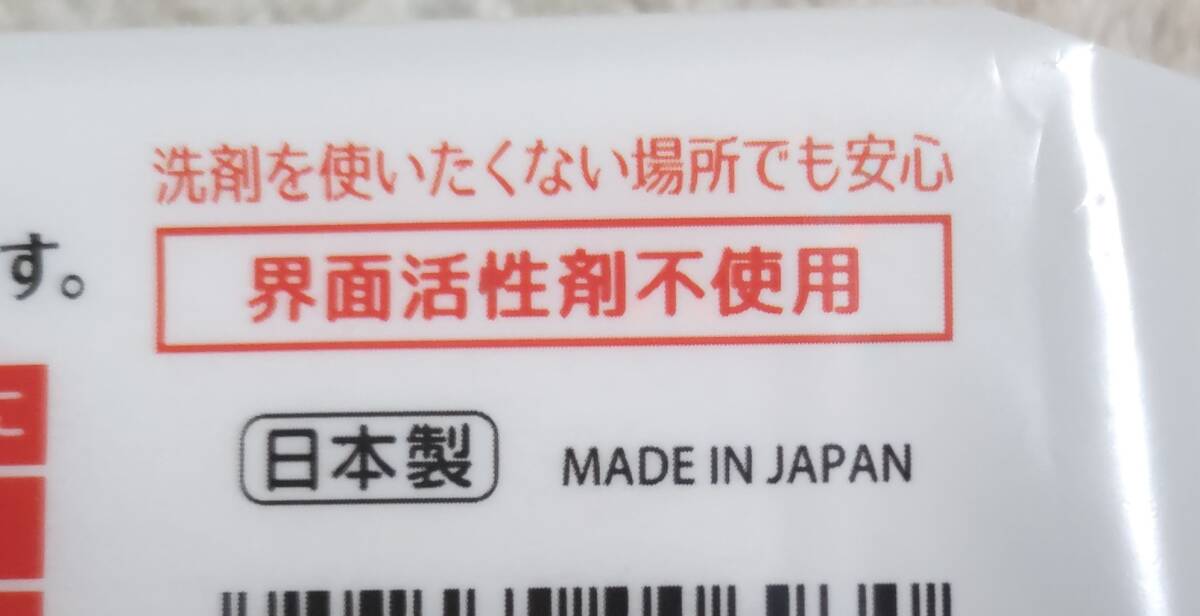 洗剤を使いたくない場所でも安心
界面活性剤不使用
す。
に
日本製 MADE IN JAPAN